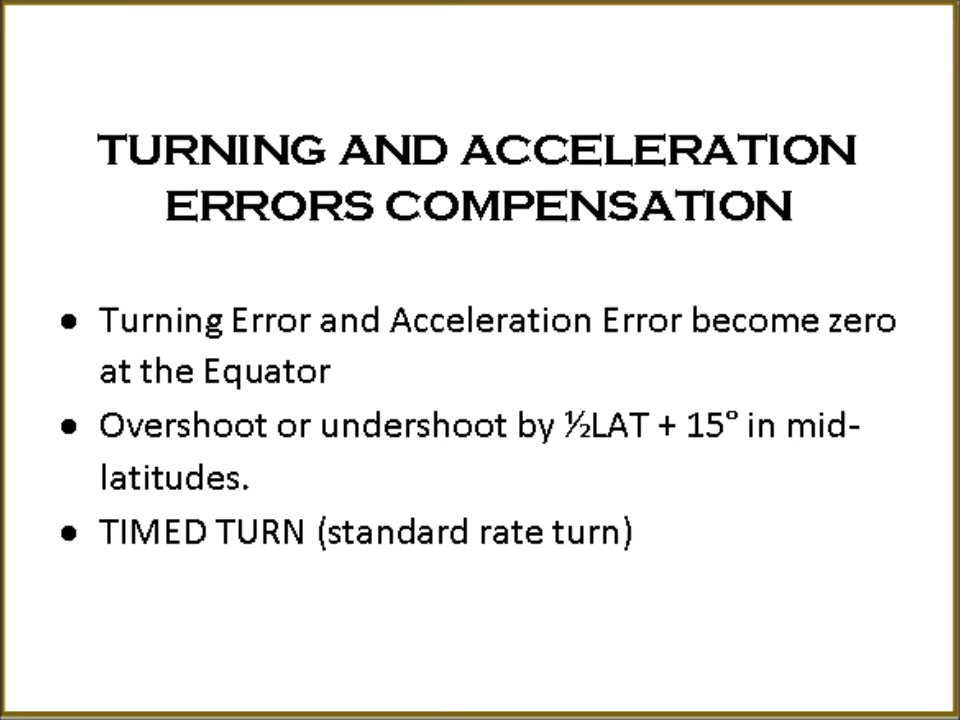 TURNING AND ACCELERATION
ERRORS COMPENSATION
• Turning Error and Acceleration Error become zero
at the Equator
• Overshoot or undershoot by ½LAT + 15° in mid-
latitudes.
• TIMED TURN (standard rate turn)